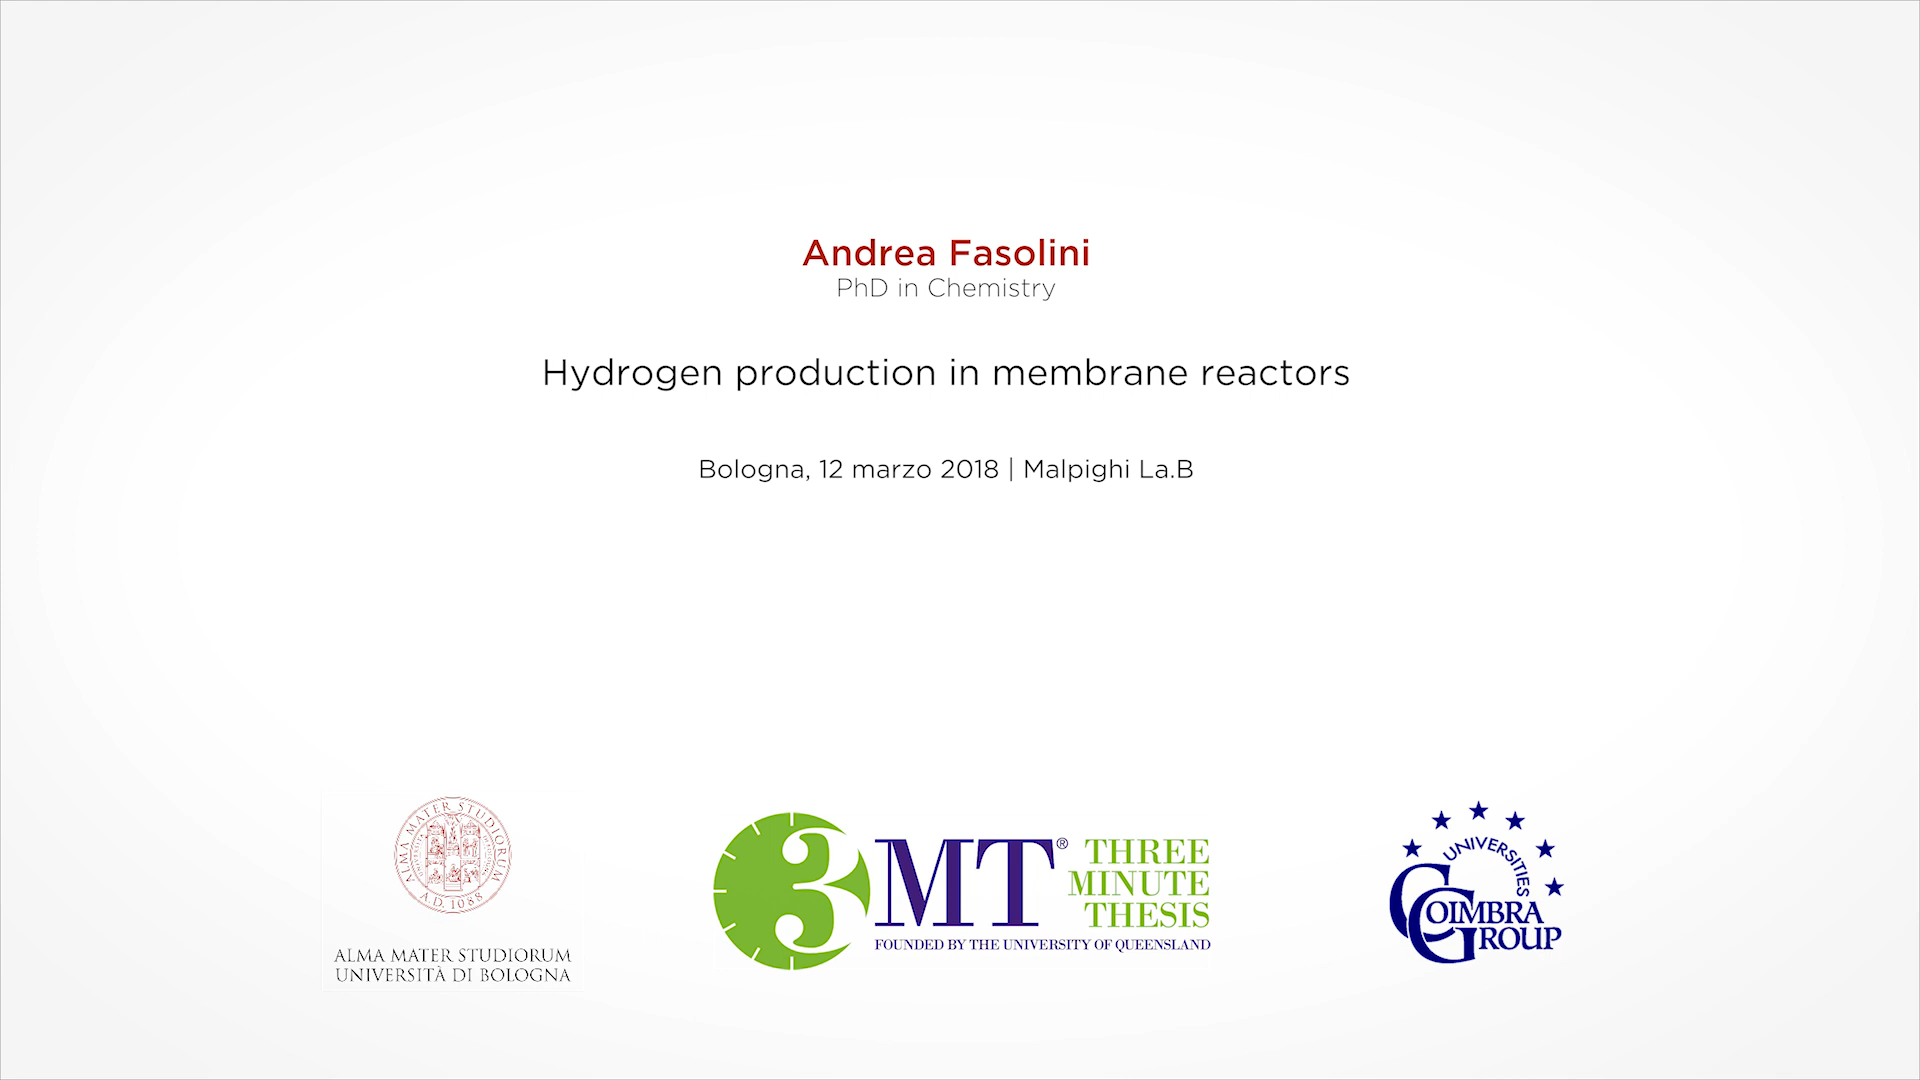 Andrea Fasolini
PhD in Chemistry
Hydrogen production in membrane reactors
Bologna, 12 marzo 2018 | Malpighi La.B
ALMA MATER STUDIORUM
A.D. 1088
ALMA MATER STUDIORUM
UNIVERSITÀ DI BOLOGNA
3MT® THREE
MINUTE
THESIS
FOUNDED BY THE UNIVERSITY OF QUEENSLAND
UNIVERSITIES
COIMBRA
GROUP